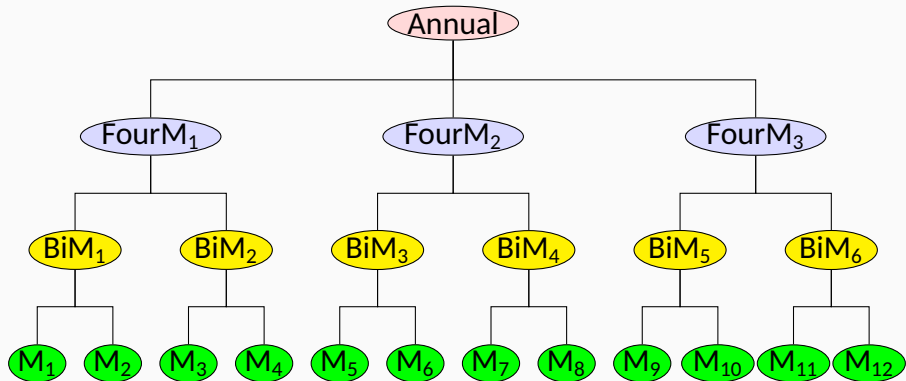 Annual
FourM₁ FourM₂ FourM₃
BiM₁ BiM₂ BiM₃ BiM₄ BiM₅ BiM₆
M₁ M₂ M₃ M₄ M₅ M₆ M₇ M₈ M₉ M₁₀ M₁₁ M₁₂